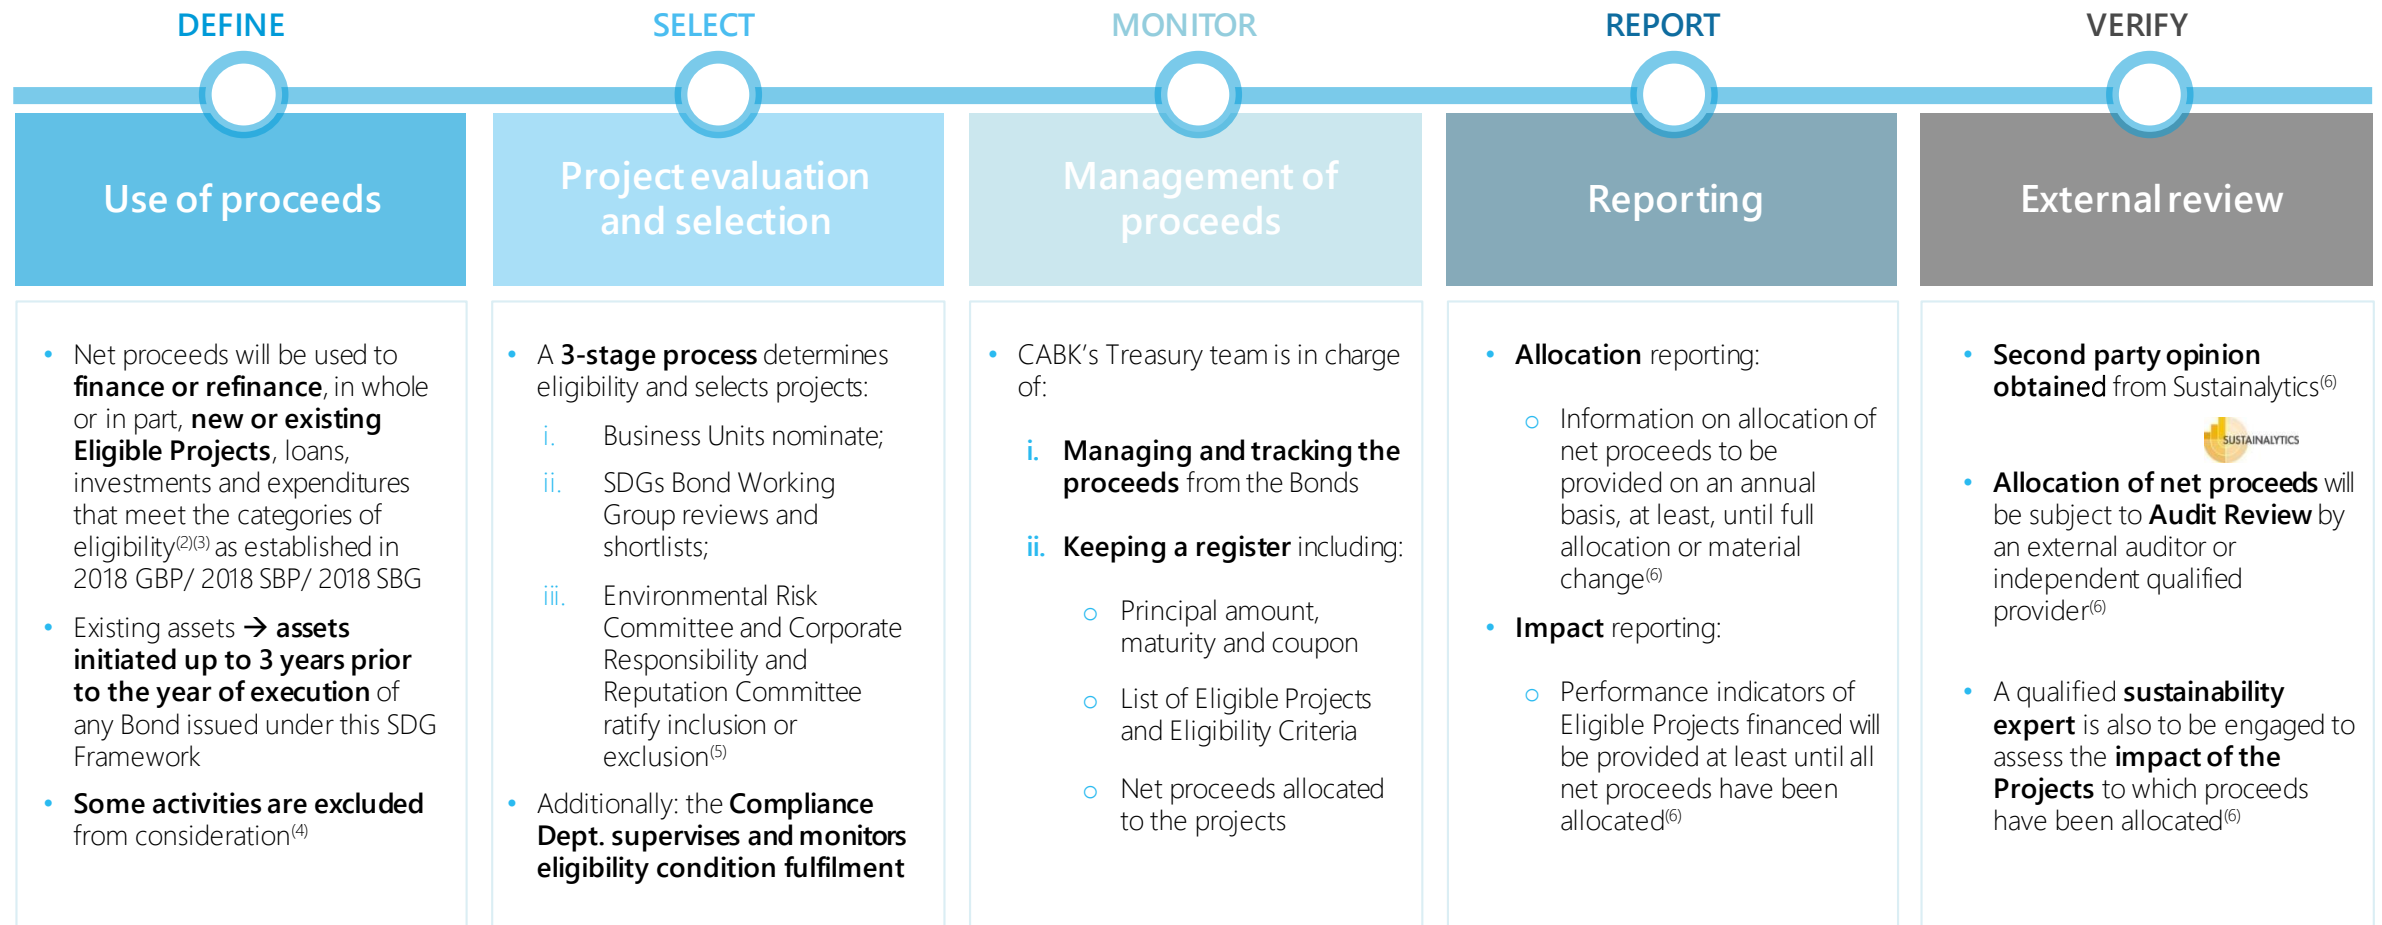 DEFINE
SELECT
MONITOR
REPORT
VERIFY
Use of proceeds
Project evaluation
and selection
Management of
proceeds
Reporting
External review
• Net proceeds will be used to
finance or refinance, in whole
or in part, new or existing
Eligible Projects, loans,
investments and expenditures
that meet the categories of
eligibility(2)(3) as established in
2018 GBP/ 2018 SBP/ 2018 SBG
• Existing assets → assets
initiated up to 3 years prior
to the year of execution of
any Bond issued under this SDG
Framework
• Some activities are excluded
from consideration(4)
• A 3-stage process determines
eligibility and selects projects:
i. Business Units nominate;
ii. SDGs Bond Working
Group reviews and
shortlists;
iii. Environmental Risk
Committee and Corporate
Responsibility and
Reputation Committee
ratify inclusion or
exclusion(5)
• Additionally: the Compliance
Dept. supervises and monitors
eligibility condition fulfilment
• CABK's Treasury team is in charge
of:
i. Managing and tracking the
proceeds from the Bonds
ii. Keeping a register including:
o Principal amount,
maturity and coupon
o List of Eligible Projects
and Eligibility Criteria
o Net proceeds allocated
to the projects
• Allocation reporting:
o Information on allocation of
net proceeds to be
provided on an annual
basis, at least, until full
allocation or material
change(6)
• Impact reporting:
o Performance indicators of
Eligible Projects financed will
be provided at least until all
net proceeds have been
allocated(6)
• Second party opinion
obtained from Sustainalytics(6)
SUSTAINALYTICS
• Allocation of net proceeds will
be subject to Audit Review by
an external auditor or
independent qualified
provider(6)
• A qualified sustainability
expert is also to be engaged to
assess the impact of the
Projects to which proceeds
have been allocated(6)